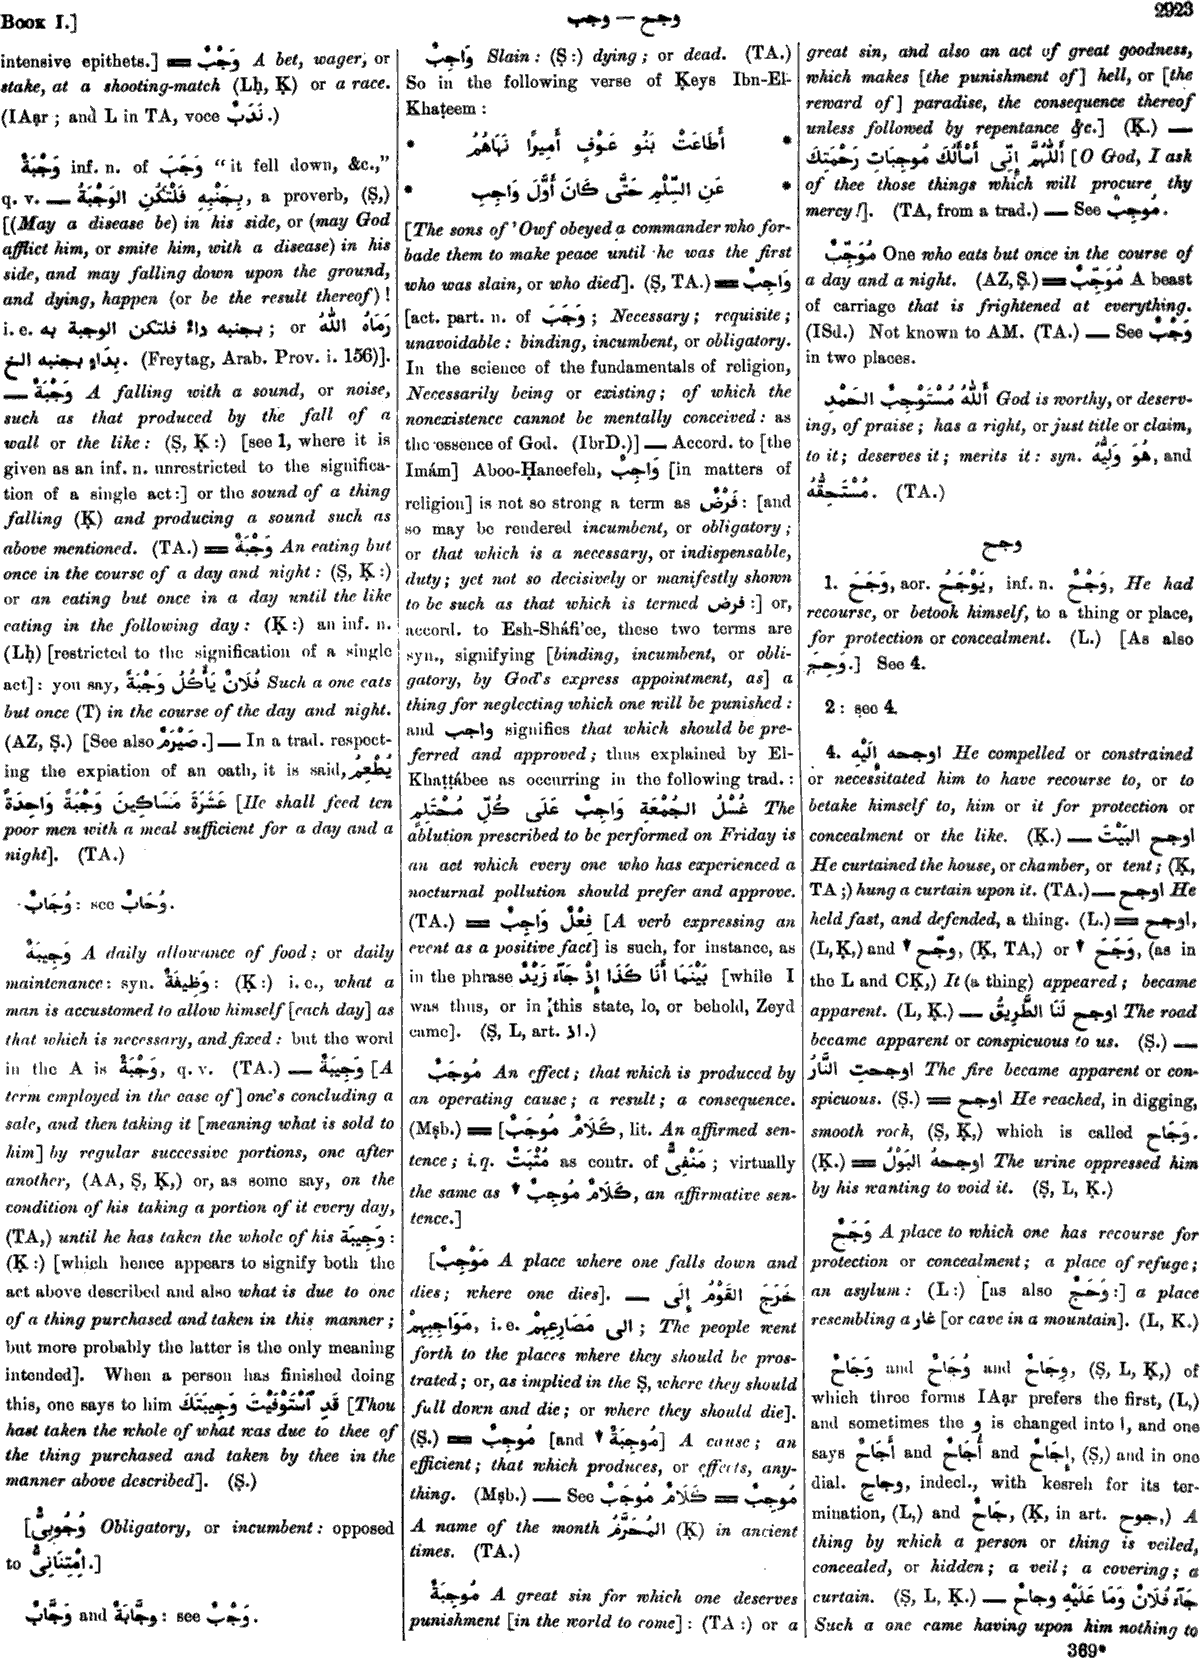 Book I.]
وجب — وجح
2923
intensive epithets.] ═ وَجْبٌ A bet, wager, or
stake, at a shooting-match (Lḥ, Ḳ) or a race.
(IAạr ; and L in TA, voce نَدَبٌ.)
وَجْبَةٌ inf. n. of وَجَبَ “it fell down, &c.,”
q. v. — بِجَنْبِهِ فَلْتَكُنِ الوَجْبَةُ, a proverb, (Ṣ,)
[(May a disease be) in his side, or (may God
afflict him, or smite him, with a disease) in his
side, and may falling down upon the ground,
and dying, happen (or be the result thereof)!
i. e. بجنبه داءٌ فلتكن الوجبة به ; or رَمَاهُ اللّٰهُ
بِدَاءٍ بجنبه الخ. (Freytag, Arab. Prov. i. 156)].
— وَجْبَةٌ A falling with a sound, or noise,
such as that produced by the fall of a
wall or the like: (Ṣ, Ḳ:) [see 1, where it is
given as an inf. n. unrestricted to the significa-
tion of a single act:] or the sound of a thing
falling (Ḳ) and producing a sound such as
above mentioned. (TA.) ═ وَجْبَةٌ An eating but
once in the course of a day and night: (Ṣ, Ḳ:)
or an eating but once in a day until the like
eating in the following day: (Ḳ:) an inf. n.
(Lḥ) [restricted to the signification of a single
act]: you say, فُلَانٌ يَأْكُلُ وَجْبَةً Such a one eats
but once (T) in the course of the day and night.
(AZ, Ṣ.) [See also صَيْرَمٌ.] — In a trad. respect-
ing the expiation of an oath, it is said, يُطْعِمُ
عَشَرَةَ مَسَاكِينَ وَجْبَةً وَاحِدَةً [He shall feed ten
poor men with a meal sufficient for a day and a
night]. (TA.)
وُجَابٌ: see وُحَابٌ.
وَجِيبَةٌ A daily allowance of food: or daily
maintenance: syn. وَظِيفَةٌ: (Ḳ:) i. e., what a
man is accustomed to allow himself [each day] as
that which is necessary, and fixed: but the word
in the A is وَجْبَةٌ, q. v. (TA.) — وَجِيبَةٌ [A
term employed in the case of] one's concluding a
sale, and then taking it [meaning what is sold to
him] by regular successive portions, one after
another, (AA, Ṣ, Ḳ,) or, as some say, on the
condition of his taking a portion of it every day,
(TA,) until he has taken the whole of his وَجِيبَة:
(Ḳ:) [which hence appears to signify both the
act above described and also what is due to one
of a thing purchased and taken in this manner;
but more probably the latter is the only meaning
intended]. When a person has finished doing
this, one says to him قَدِ ٱسْتَوْفَيْتَ وَجِيبَتَكَ [Thou
hast taken the whole of what was due to thee of
the thing purchased and taken by thee in the
manner above described]. (Ṣ.)
[وُجُوبِىٌّ Obligatory, or incumbent: opposed
to اِمْتِنَانِىٌّ.]
وَجَّابٌ and وجَّابَةٌ: see وَجْبٌ.
وَاجِبٌ Slain: (Ṣ:) dying; or dead. (TA.)
So in the following verse of Ḳeys Ibn-El-
Khaṭeem:
* أَطَاعَتْ بَنُو عَوْفٍ أَمِيرًا نَهَاهُمُ *
* عَنِ السِّلْمِ حَتَّى كَانَ أَوَّلَ وَاجِبِ *
[The sons of 'Owf obeyed a commander who for-
bade them to make peace until he was the first
who was slain, or who died]. (Ṣ, TA.) ═ وَاجِبٌ
[act. part. n. of وَجَبَ ; Necessary; requisite;
unavoidable: binding, incumbent, or obligatory.
In the science of the fundamentals of religion,
Necessarily being or existing; of which the
nonexistence cannot be mentally conceived: as
the essence of God. (IbrD.)] — Accord. to [the
Imám] Aboo-Ḥaneefeh, وَاجِبٌ [in matters of
religion] is not so strong a term as فَرْضٌ: [and
so may be rendered incumbent, or obligatory;
or that which is a necessary, or indispensable,
duty; yet not so decisively or manifestly shown
to be such as that which is termed فرض:] or,
accord. to Esh-Sháfi'ee, these two terms are
syn., signifying [binding, incumbent, or obli-
gatory, by God's express appointment, as] a
thing for neglecting which one will be punished:
and واجب signifies that which should be pre-
ferred and approved; thus explained by El-
Khaṭṭábee as occurring in the following trad.:
غُسْلُ الجُمْعَةِ وَاجِبٌ عَلَى كُلِّ مُحْتَلِمٍ The
ablution prescribed to be performed on Friday is
an act which every one who has experienced a
nocturnal pollution should prefer and approve.
(TA.) ═ فِعْلٌ وَاجِبٌ [A verb expressing an
event as a positive fact] is such, for instance, as
in the phrase بَيْنَمَا أَنَا كَذَا إِذْ جَآءَ زَيْدٌ [while I
was thus, or in this state, lo, or behold, Zeyd
came]. (Ṣ, L, art. اذ.)
مُوجَبٌ An effect; that which is produced by
an operating cause; a result; a consequence.
(Mṣb.) ═ [كَلَامٌ مُوجَبٌ, lit. An affirmed sen-
tence; i. q. مُثْبَتٌ as contr. of مَنْفِىٌّ ; virtually
the same as ▼ كَلَامٌ مُوجِبٌ, an affirmative sen-
tence.]
[مَوْجِبٌ A place where one falls down and
dies; where one dies]. — خَرَجَ القَوْمُ إِلَى
مَوَاجِبِهِمْ, i. e. الى مَصَارِعِهِمْ ; The people went
forth to the places where they should be pros-
trated; or, as implied in the Ṣ, where they should
fall down and die; or where they should die].
(Ṣ.) ═ مُوجِبٌ [and ▼ مُوجِبَةٌ] A cause; an
efficient; that which produces, or effects, any-
thing. (Mṣb.) — See كَلَامٌ مُوجَبٌ ═ مُوجِبٌ
A name of the month المُحَرَّمُ (Ḳ) in ancient
times. (TA.)
مُوجِبَةٌ A great sin for which one deserves
punishment [in the world to come]: (TA:) or a
great sin, and also an act of great goodness,
which makes [the punishment of] hell, or [the
reward of] paradise, the consequence thereof
unless followed by repentance &c.] (Ḳ.) —
أَللّٰهُمَّ إِنِّى أَسْأَلُكَ مُوجِبَاتِ رَحْمَتِكَ [O God, I ask
of thee those things which will procure thy
mercy!]. (TA, from a trad.) — See مُوجِبٌ.
مُوَجِّبٌ One who eats but once in the course of
a day and a night. (AZ, Ṣ.) ═ مُوَجِّبٌ A beast
of carriage that is frightened at everything.
(ISd.) Not known to AM. (TA.) — See وَجْبٌ
in two places.
أَللّٰهُ مُسْتَوْجِبُ الحَمْدِ God is worthy, or deserv-
ing, of praise; has a right, or just title or claim,
to it; deserves it; merits it: syn. هُوَ وَلِيُّهُ, and
مُسْتَحِقُّهُ. (TA.)
وجح
1. وَجَحَ, aor. يَوْجَحُ, inf. n. وَجْحٌ, He had
recourse, or betook himself, to a thing or place,
for protection or concealment. (L.) [As also
وَحِجَ.] See 4.
2: see 4.
4. اوجحه إِلَيْهِ He compelled or constrained
or necessitated him to have recourse to, or to
betake himself to, him or it for protection or
concealment or the like. (Ḳ.) — اوجح البَيْتَ
He curtained the house, or chamber, or tent; (Ḳ,
TA;) hung a curtain upon it. (TA.) — اوجح He
held fast, and defended, a thing. (L.) ═ اوجح,
(L, Ḳ,) and ▼ وجّح, (Ḳ, TA,) or ▼ وَجَحَ, (as in
the L and CḲ,) It (a thing) appeared; became
apparent. (L, Ḳ.) — اوجح لَنَا الطَّرِيقُ The road
became apparent or conspicuous to us. (Ṣ.) —
اوجحتِ النَّارُ The fire became apparent or con-
spicuous. (Ṣ.) ═ اوجح He reached, in digging,
smooth rock, (Ṣ, Ḳ,) which is called وَجَاح.
(Ḳ.) ═ اوجحهُ البَوْلُ The urine oppressed him
by his wanting to void it. (Ṣ, L, Ḳ.)
وَجَحٌ A place to which one has recourse for
protection or concealment; a place of refuge;
an asylum: (L:) [as also وَحَجٌ:] a place
resembling a غار [or cave in a mountain]. (L, Ḳ.)
وَجَاحٌ and وُجَاحٌ and وِجَاحٌ, (Ṣ, L, Ḳ,) of
which three forms IAạr prefers the first, (L,)
and sometimes the و is changed into ا, and one
says أَجَاحٌ and أُجَاحٌ and إِجَاحٌ, (Ṣ,) and in one
dial. وجاحِ, indecl., with kesreh for its ter-
mination, (L,) and جَاحٌ, (Ḳ, in art. جوح,) A
thing by which a person or thing is veiled,
concealed, or hidden; a veil; a covering; a
curtain. (Ṣ, L, Ḳ.) — جَآءَ فُلَانٌ وَمَا عَلَيْهِ وجاحٌ
Such a one came having upon him nothing to
369*